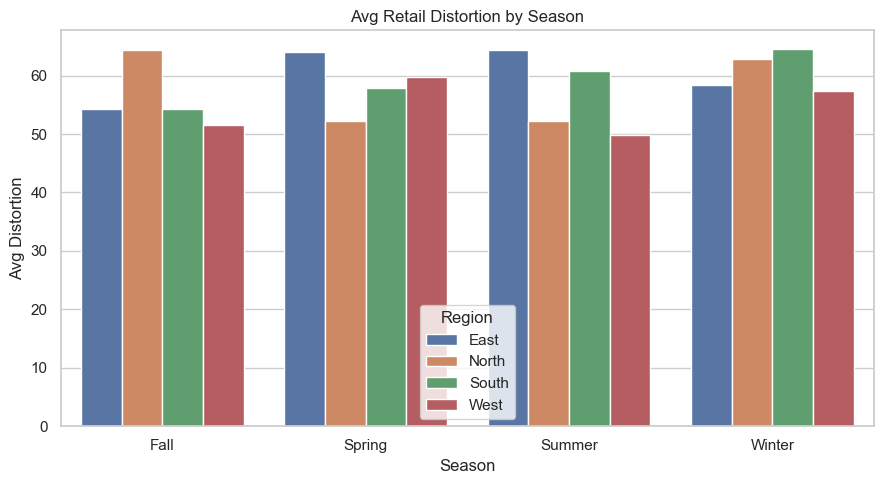 Avg Retail Distortion by Season
Avg Distortion
60
50
40
30
20
10
0
Region
East
North
South
West
Fall Spring Summer Winter
Season